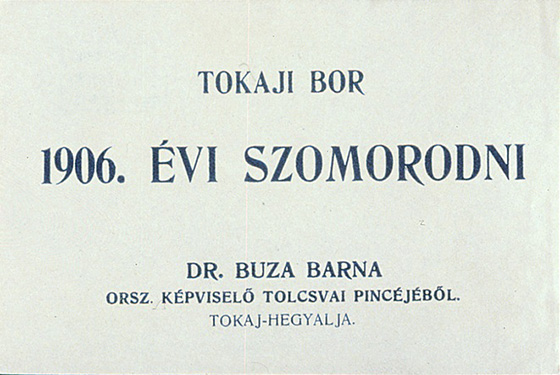 TOKAJI BOR
1906. ÉVI SZOMORODNI
DR. BUZA BARNA
ORSZ. KÉPVISELŐ TOLCSVAI PINCÉJÉBŐL.
TOKAJ-HEGYALJA.